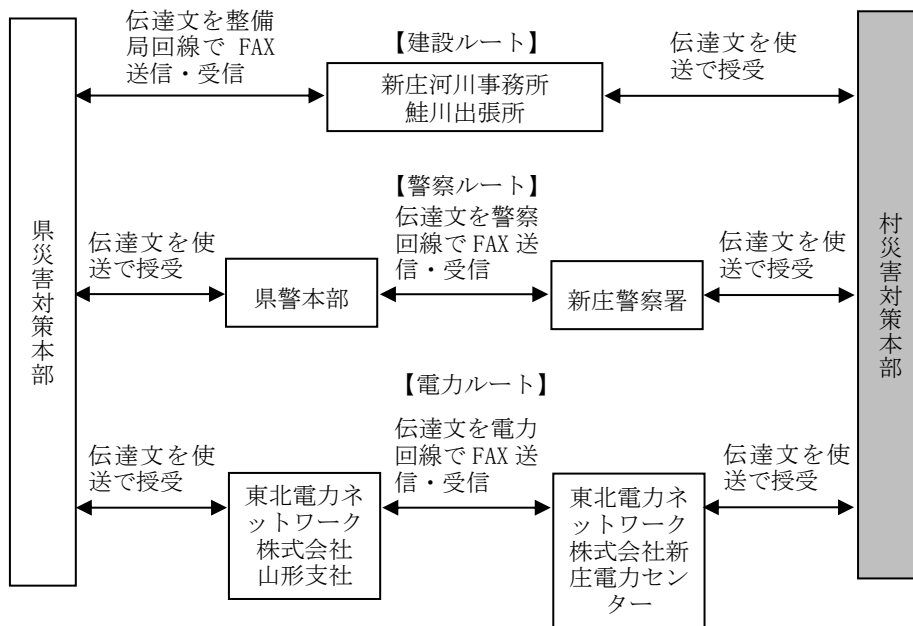 伝達文を整備
局回線で FAX
送信・受信
【建設ルート】
新庄河川事務所
鮭川出張所
伝達文を使
送で授受
県災害対策本部
村災害対策本部
【警察ルート】
伝達文を使
送で授受
県警本部
伝達文を警察
回線で FAX 送
信・受信
新庄警察署
伝達文を使
送で授受
【電力ルート】
伝達文を使
送で授受
東北電力ネ
ットワーク
株式会社
山形支社
伝達文を電力
回線で FAX 送
信・受信
東北電力ネ
ットワーク
株式会社新
庄電力セン
ター
伝達文を使
送で授受